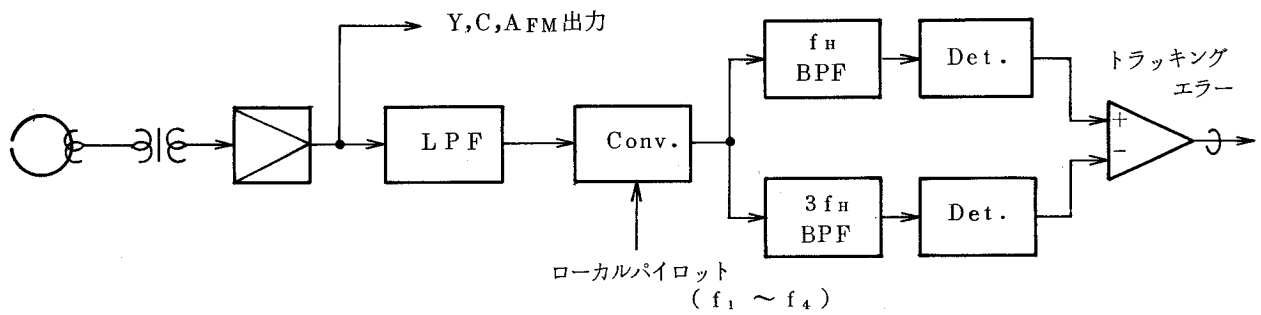 Y,C,AFM出力
fH
BPF
Det.
トラッキング
エラー
LPF
Conv.
+
−
3fH
BPF
Det.
ローカルパイロット
(f1 ～ f4)